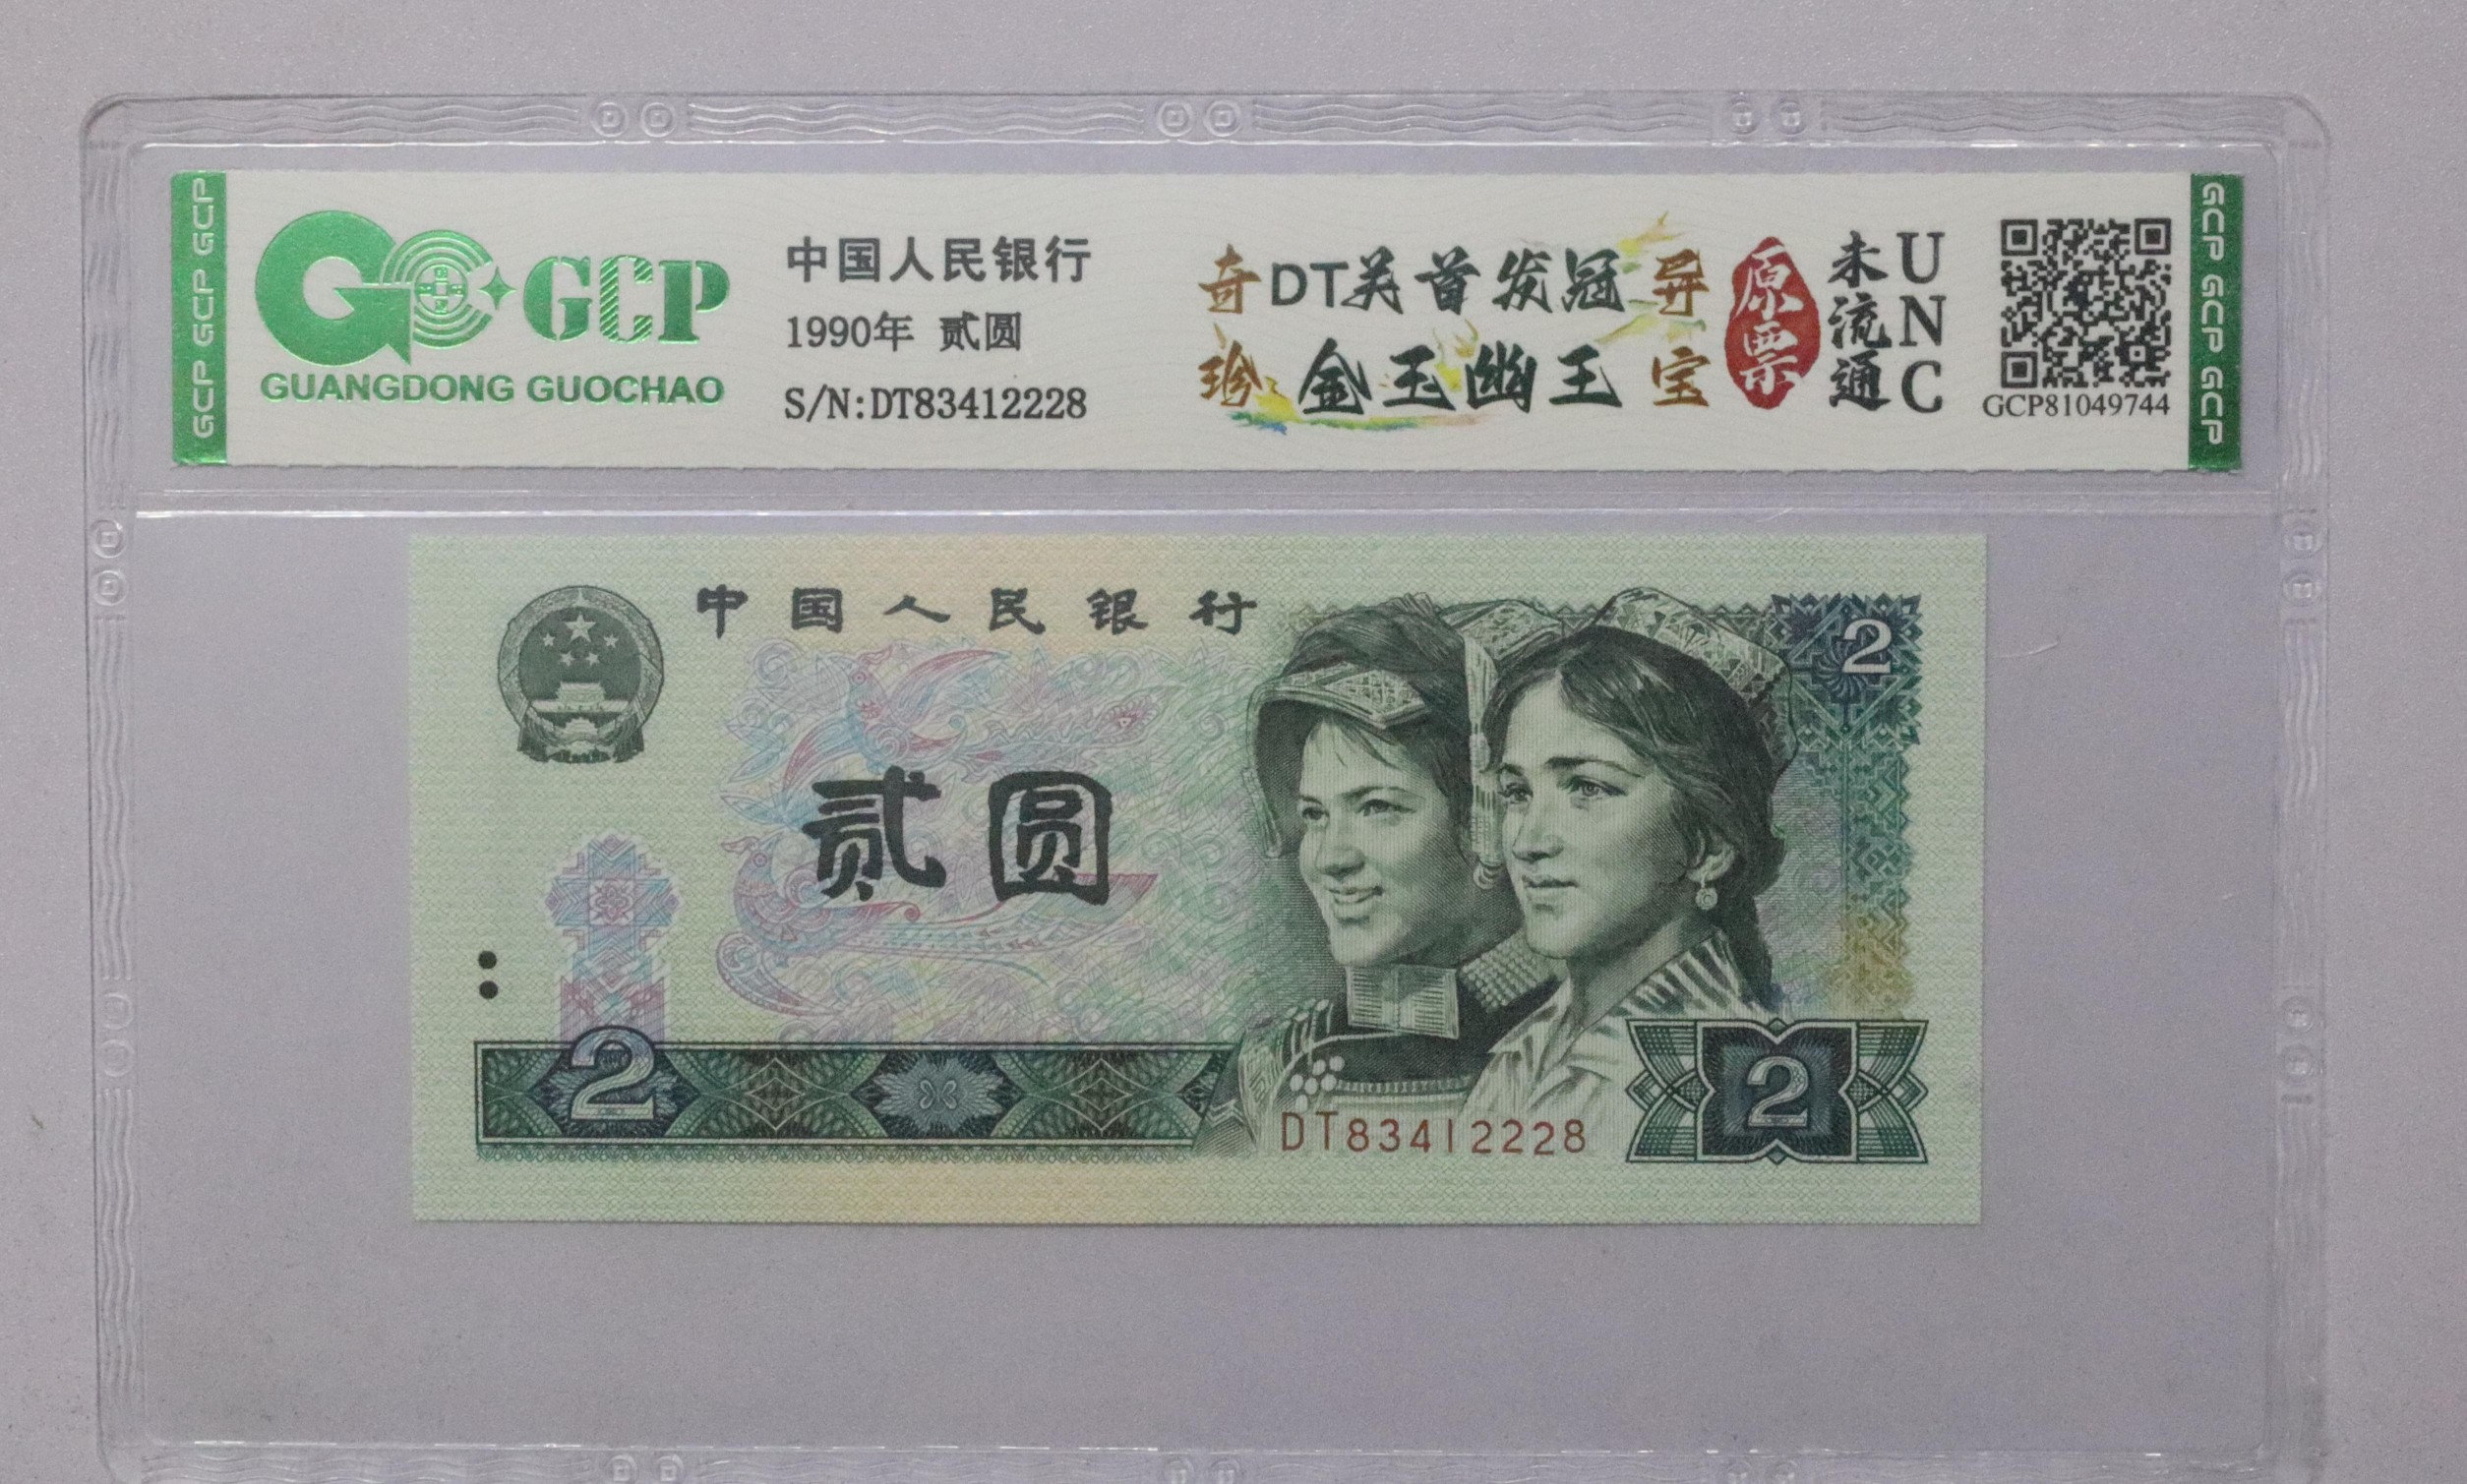 GCP GCP GCP GCP
GCP
GUANGDONG GUOCHAO
中国人民银行
1990年 贰圆
S/N:DT83412228
奇 DT关首发冠 异
珍 金玉幽王 宝
原票
未流通
UNC
GCP81049744
GCP GCP GCP GCP
中国人民银行
2
贰圆
2
DT83412228
2